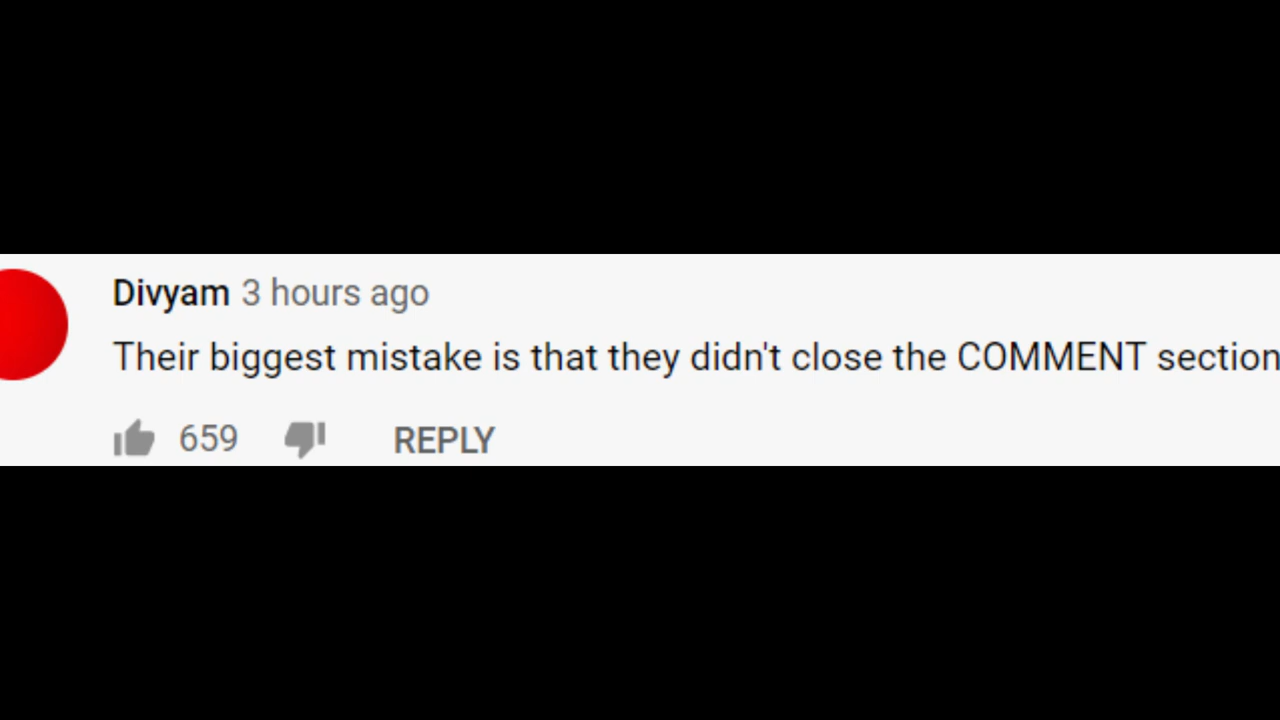 Divyam 3 hours ago
Their biggest mistake is that they didn't close the COMMENT section
659 REPLY